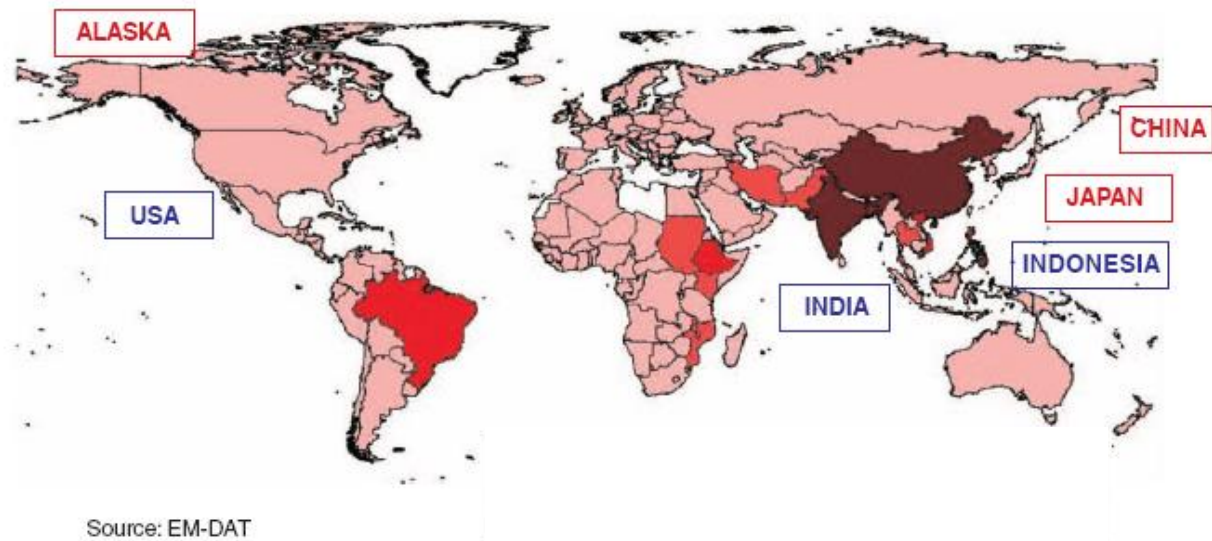 ALASKA
CHINA
USA
JAPAN
INDONESIA
INDIA
Source: EM-DAT